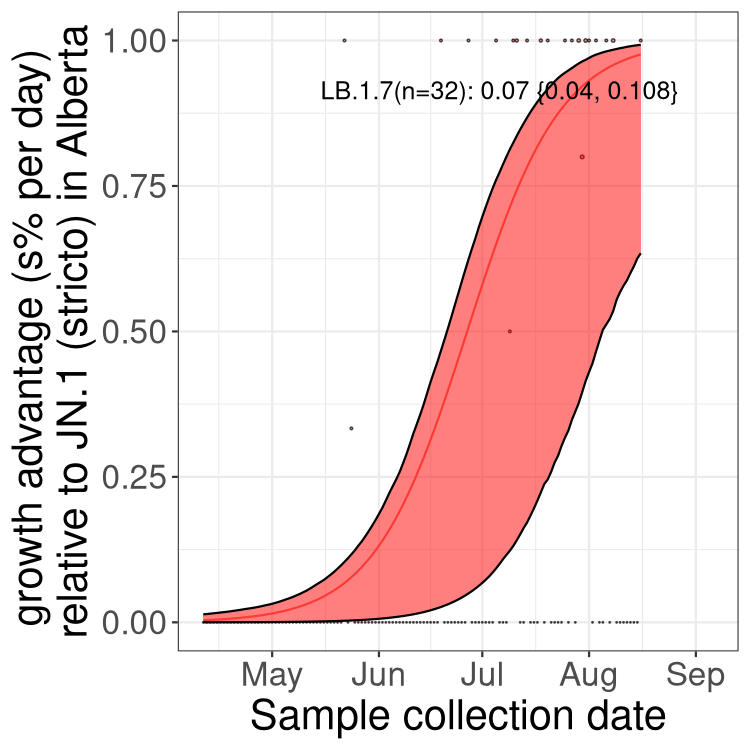 growth advantage (s% per day)
relative to JN.1 (stricto) in Alberta
1.00
0.75
0.50
0.25
0.00
LB.1.7(n=32): 0.07 {0.04, 0.108}
May Jun Jul Aug Sep
Sample collection date